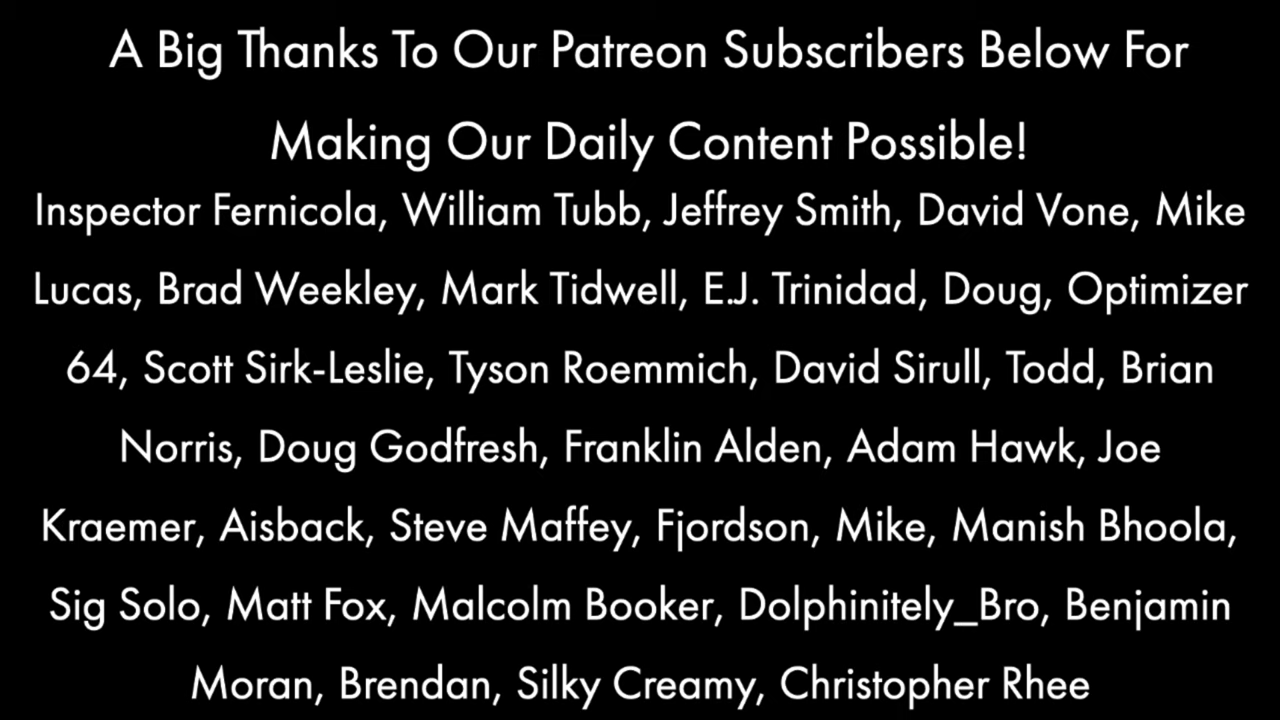 A Big Thanks To Our Patreon Subscribers Below For
Making Our Daily Content Possible!
Inspector Fernicola, William Tubb, Jeffrey Smith, David Vone, Mike
Lucas, Brad Weekley, Mark Tidwell, E.J. Trinidad, Doug, Optimizer
64, Scott Sirk-Leslie, Tyson Roemmich, David Sirull, Todd, Brian
Norris, Doug Godfresh, Franklin Alden, Adam Hawk, Joe
Kraemer, Aisback, Steve Maffey, Fjordson, Mike, Manish Bhoola,
Sig Solo, Matt Fox, Malcolm Booker, Dolphinitely_Bro, Benjamin
Moran, Brendan, Silky Creamy, Christopher Rhee